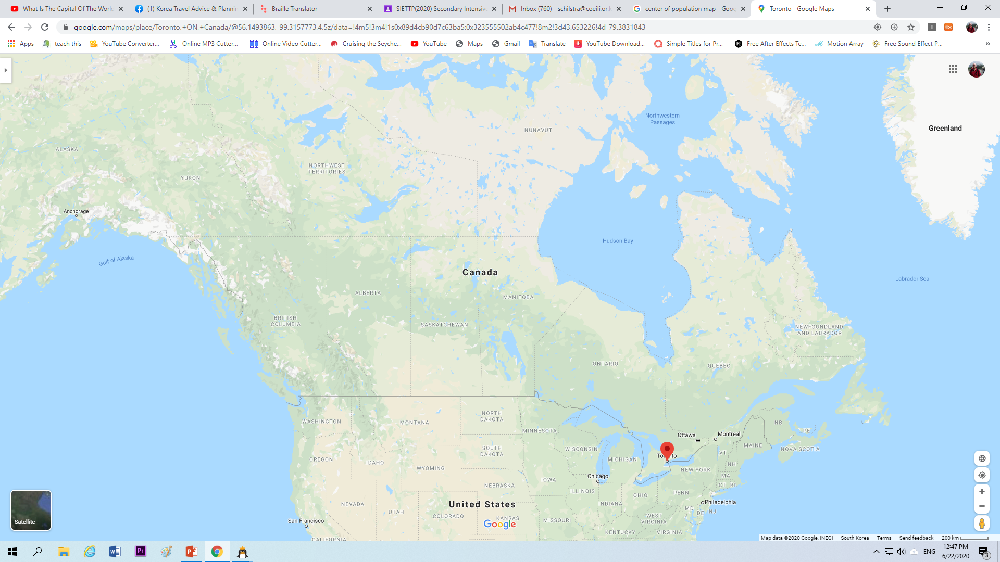 What Is The Capital Of The World
(1) Korea Travel Advice & Plannin
Braille Translator
SIETTP(2020) Secondary Intensive
Inbox (760) - schilstra@coeili.or.k
center of population map - Goog
Toronto - Google Maps
google.com/maps/place/Toronto,+ON,+Canada/@56.1493863,-99.3157773,4.5z/data=!4m5!3m4!1s0x89d4cb90d7c63ba5:0x323555502ab4c477!8m2!3d43.653226!4d-79.3831843
Apps
teach this
YouTube Converter...
Online MP3 Cutter...
Online Video Cutter...
Cruising the Seyche...
YouTube
Maps
Gmail
Translate
YouTube Download...
Simple Titles for Pr...
Free After Effects Te...
Motion Array
Free Sound Effect P...
Northwestern
Passages
NUNAVUT
Greenland
ALASKA
NORTHWEST
TERRITORIES
YUKON
Anchorage
Hudson Bay
Gulf of Alaska
Canada
Labrador Sea
ALBERTA
MANITOBA
BRITISH
COLUMBIA
SASKATCHEWAN
NEWFOUNDLAND
AND LABRADOR
ONTARIO
QUEBEC
WASHINGTON
MONTANA
NORTH
DAKOTA
MINNESOTA
NB
PE
Ottawa
Montreal
MAINE
NOVA SCOTIA
WISCONSIN
SOUTH
DAKOTA
OREGON
IDAHO
MICHIGAN
Toronto
VT
NH
WYOMING
NEW YORK
MA
CT
RI
Chicago
IOWA
NEBRASKA
ILLINOIS
OHIO
PENN
INDIANA
Philadelphia
NEVADA
UTAH
United States
COLORADO
KANSAS
MISSOURI
MD
DE
NJ
WEST
VIRGINIA
San Francisco
Google
KENTUCKY
VIRGINIA
CALIFORNIA
Satellite
Map data ©2020 Google, INEGI
South Korea
Terms
Send feedback
200 km
ENG
12:47 PM
6/22/2020
3